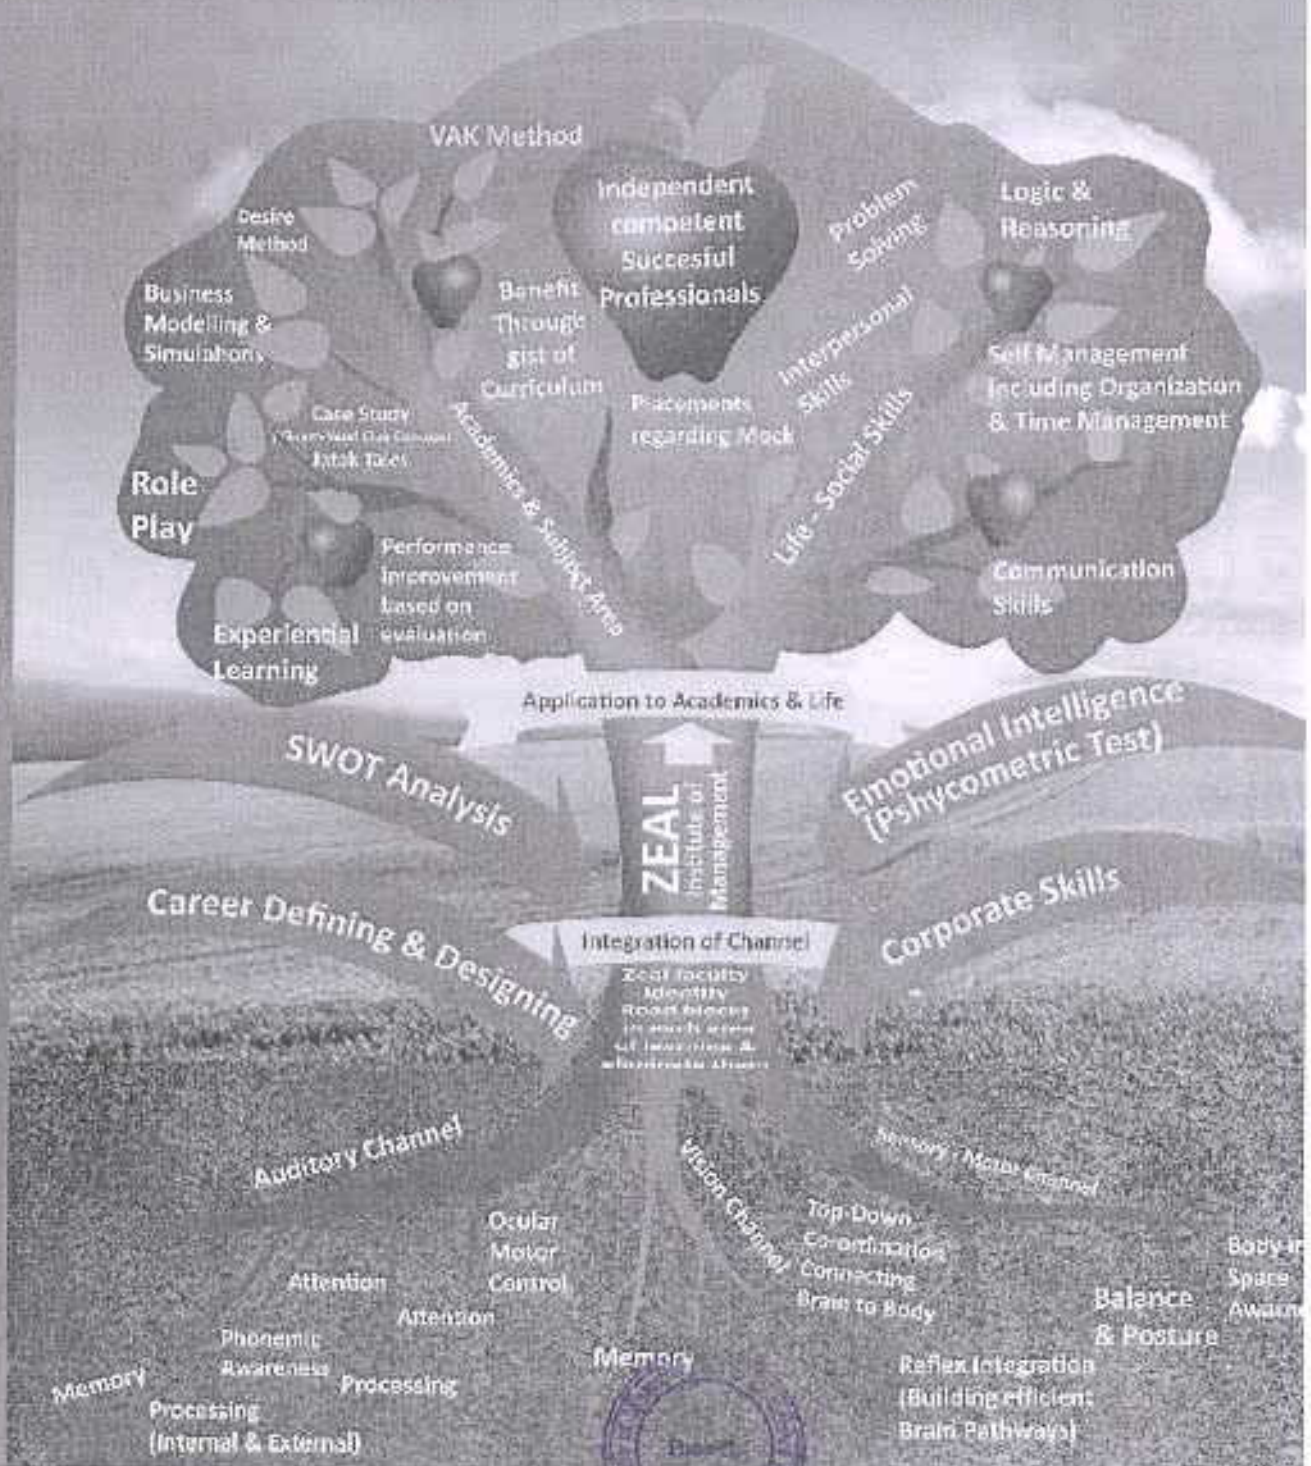 VAK Method
Independent
competent
Succesful
Professionals
Desire
Method
Problem
Solving
Logic &
Reasoning
Business
Modelling &
Simulations
Benefit
Through
gist of
Curriculum
Interpersonal
Skills
Self Management
Including Organization
& Time Management
Case Study
Jatak Tales
Placements
regarding Mock
Academics & Subject Area
Life - Social Skills
Role
Play
Performance
Improvement
based on
evaluation
Communication
Skills
Experiential
Learning
Application to Academics & Life
SWOT Analysis
Emotional Intelligence
(Pshycometric Test)
ZEAL
Institute of
Management
Career Defining & Designing
Corporate Skills
Integration of Channel
Zeal faculty
Identify
Road blocks
in each area
Auditory Channel
Vision Channel
Sensory - Motor Channel
Ocular
Motor
Control
Top-Down
Co-ordination
Connecting
Brain to Body
Attention
Attention
Body in
Space
Balance
& Posture
Phonemic
Awareness
Memory
Processing
Memory
Reflex Integration
(Building efficient
Brain Pathways)
Processing
(Internal & External)